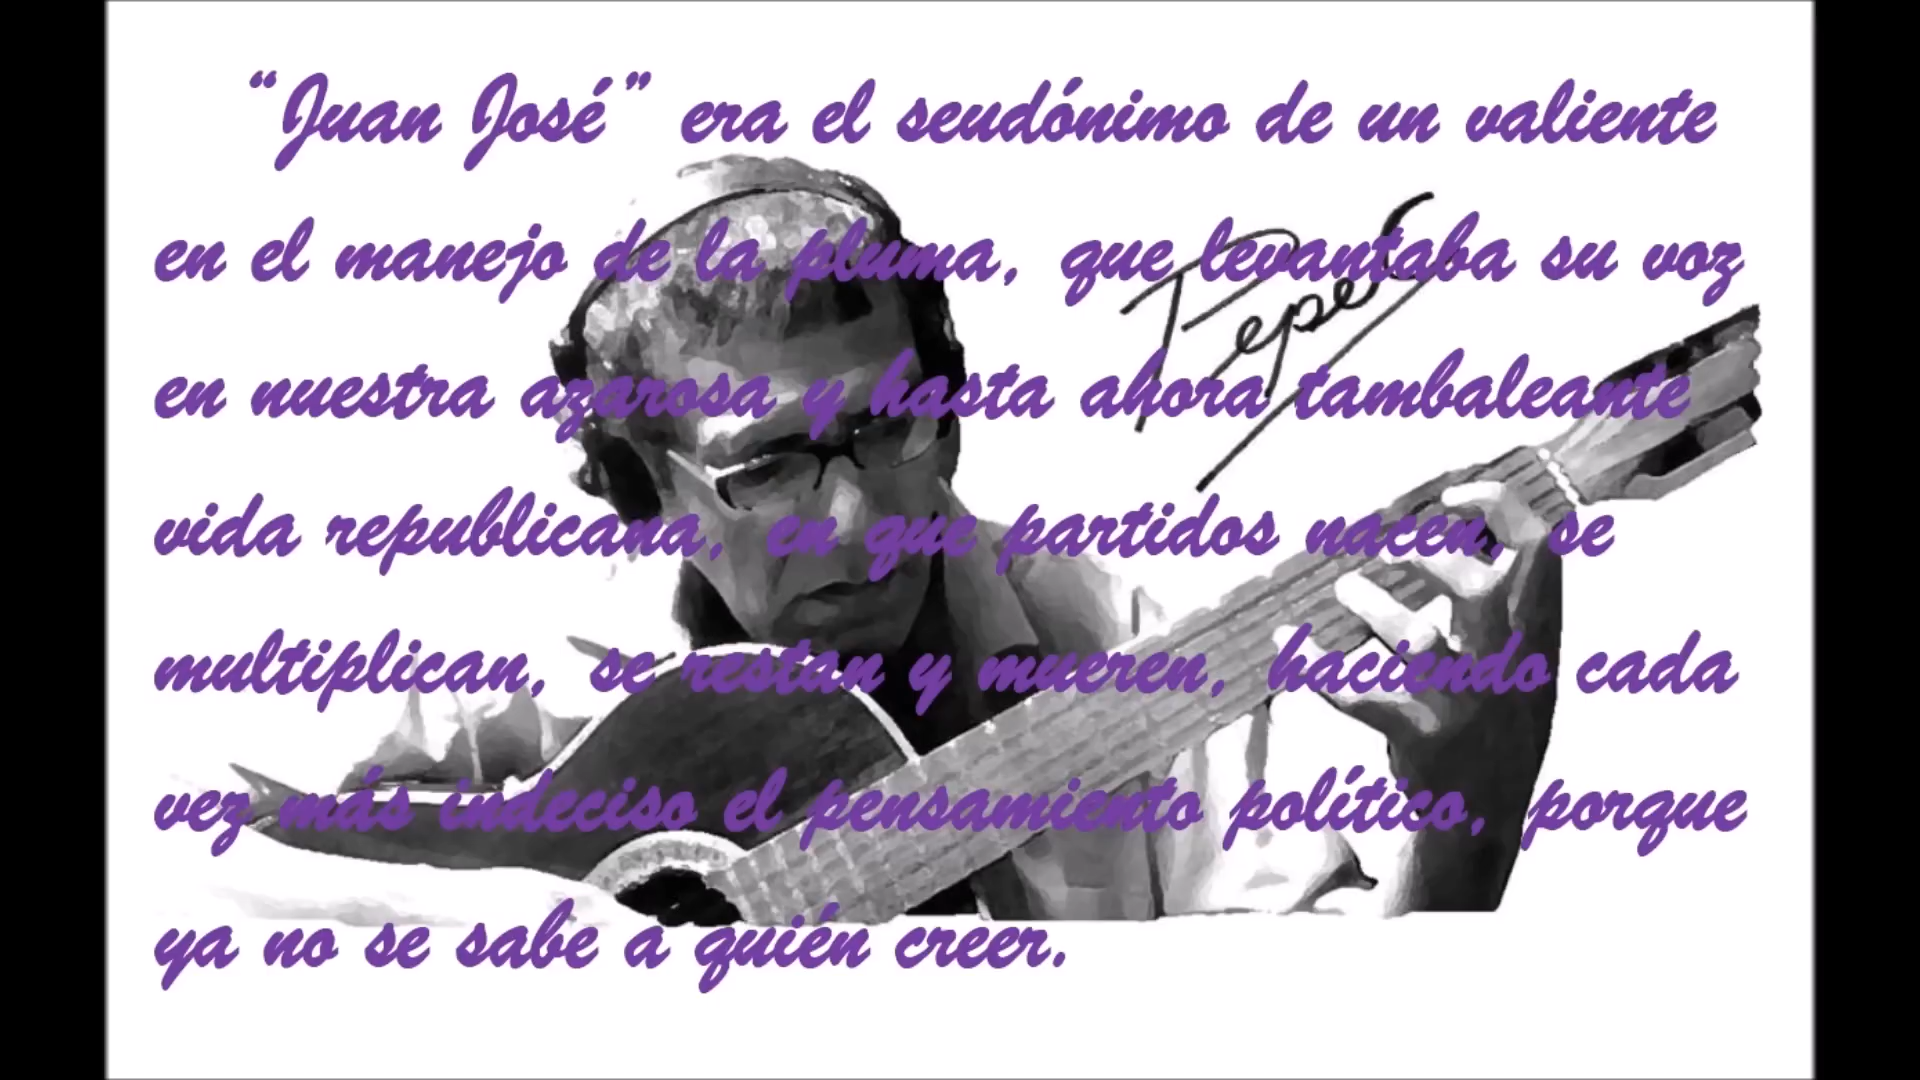 “Juan José” era el seudónimo de un valiente
en el manejo de la pluma, que levantaba su voz
en nuestra azarosa y hasta ahora tambaleante
vida republicana, en que partidos nacen, se
multiplican, se restan y mueren, haciendo cada
vez más indeciso el pensamiento político, porque
ya no se sabe a quién creer.